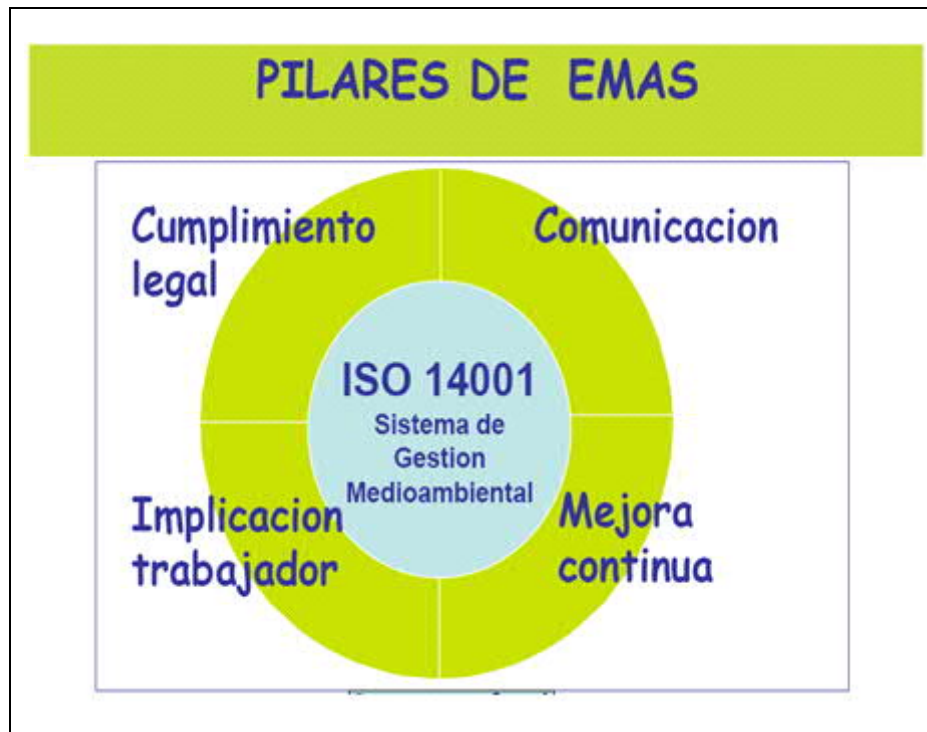 PILARES DE EMAS
Cumplimiento
legal
Comunicacion
ISO 14001
Sistema de
Gestion
Medioambiental
Implicacion
trabajador
Mejora
continua